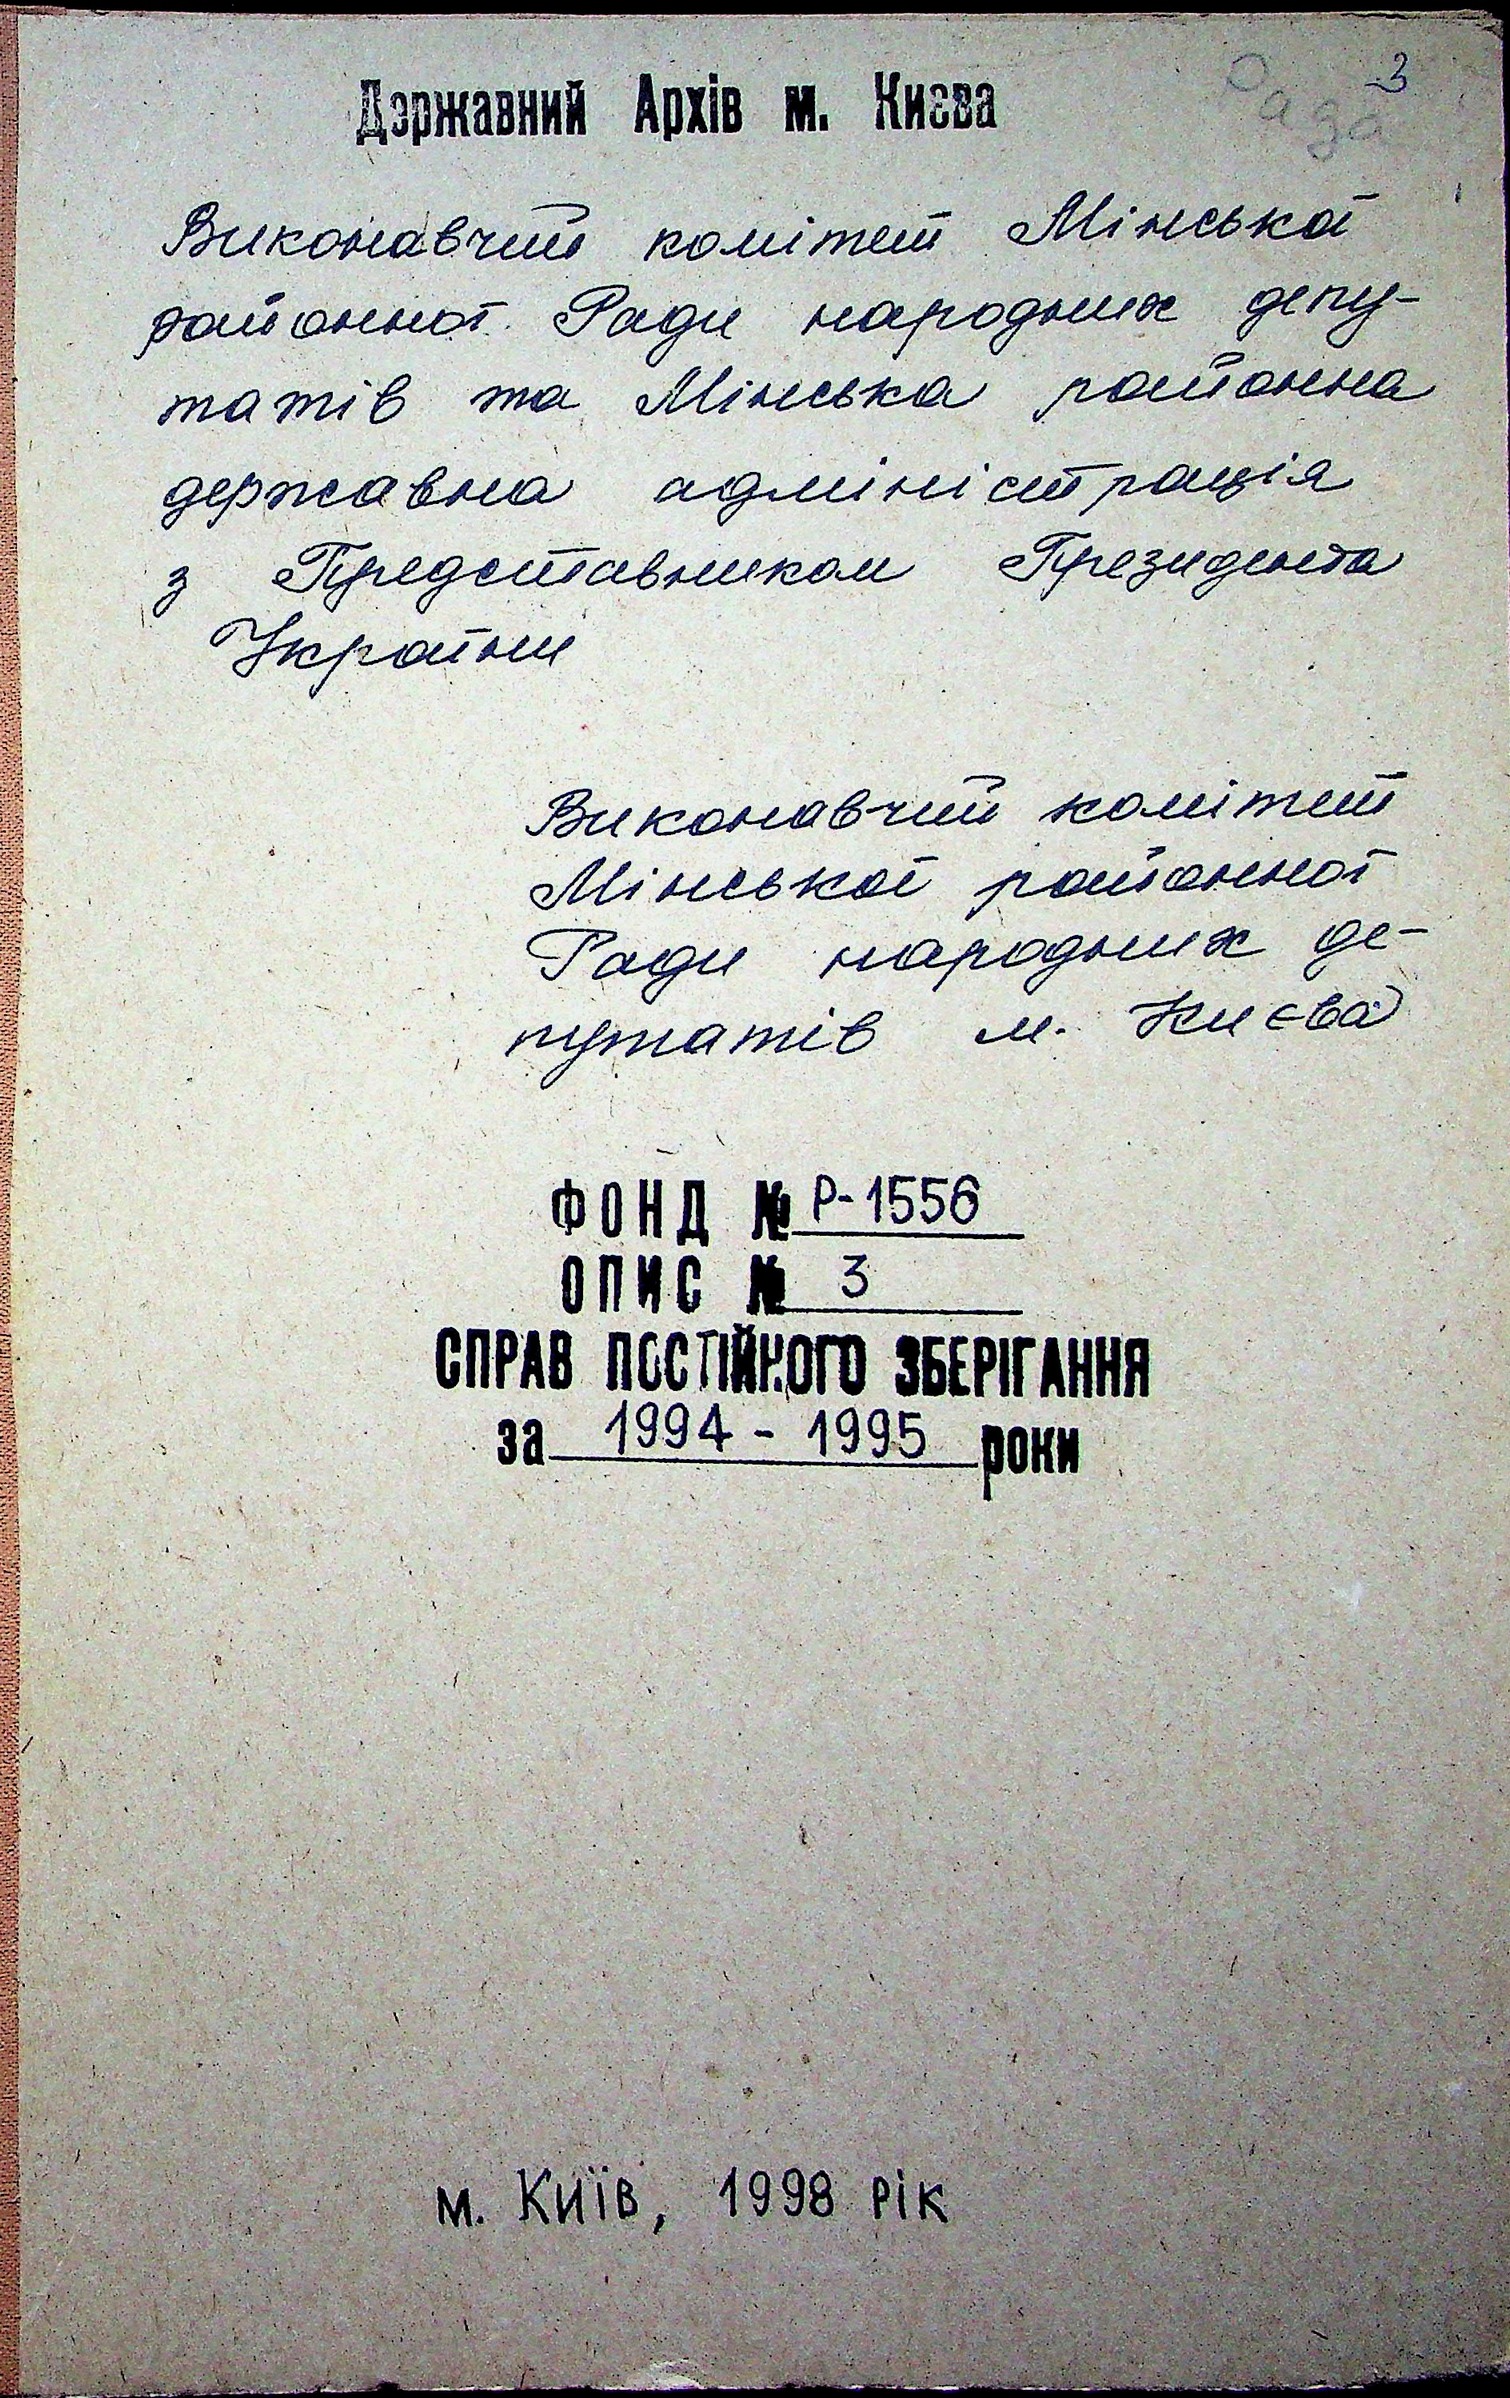 3
Державний Архів м. Києва
Виконавчий комітет Мінської
районної Ради народних депу-
татів та Мінська районна
державна адміністрація
з Представником Президента
України
Виконавчий комітет
Мінської районної
Ради народних де-
путатів м. Києва
ФОНД № Р-1556
ОПИС № 3
СПРАВ ПОСТІЙНОГО ЗБЕРІГАННЯ
за 1994 - 1995 роки
м. Київ, 1998 рік